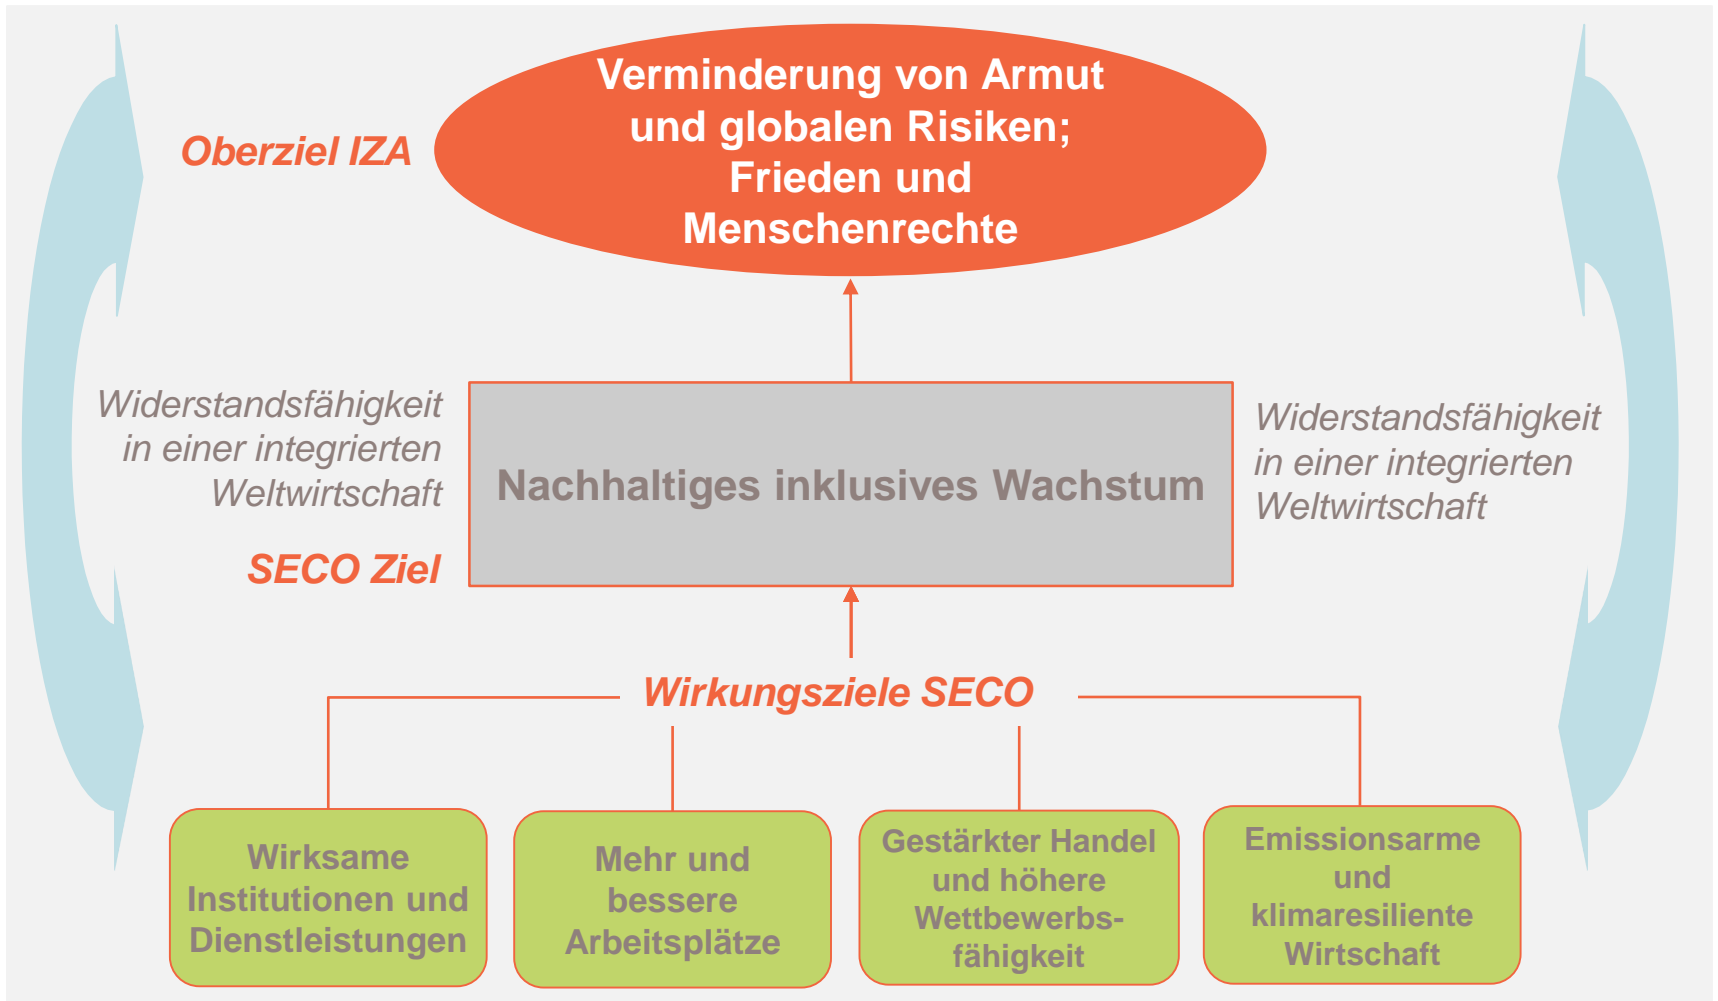 Verminderung von Armut
und globalen Risiken;
Frieden und
Menschenrechte
Oberziel IZA
Widerstandsfähigkeit
in einer integrierten
Weltwirtschaft
SECO Ziel
Nachhaltiges inklusives Wachstum
Widerstandsfähigkeit
in einer integrierten
Weltwirtschaft
Wirkungsziele SECO
Wirksame
Institutionen und
Dienstleistungen
Mehr und
bessere
Arbeitsplätze
Gestärkter Handel
und höhere
Wettbewerbs-
fähigkeit
Emissionsarme
und
klimaresiliente
Wirtschaft